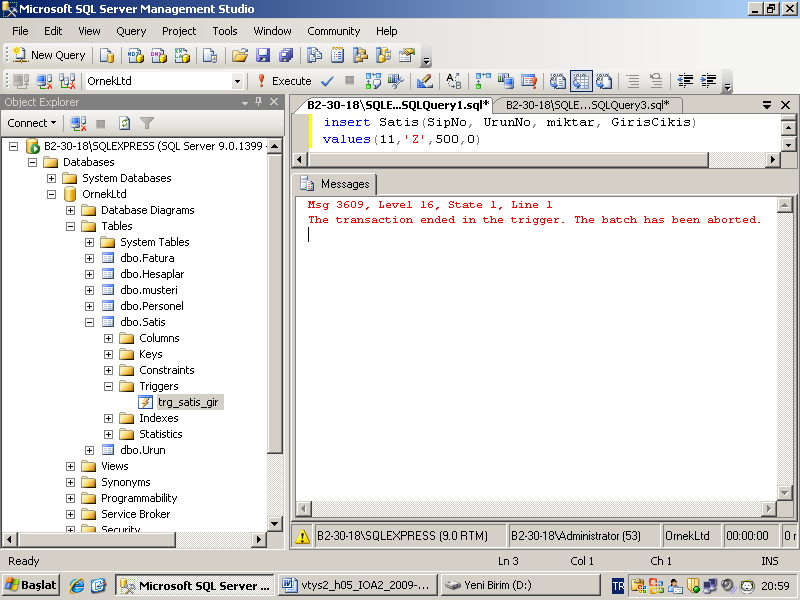 Microsoft SQL Server Management Studio
File Edit View Query Project Tools Window Community Help
New Query
OrnekLtd Execute
Object Explorer
Connect
B2-30-18\SQLEXPRESS (SQL Server 9.0.1399 -
Databases
System Databases
OrnekLtd
Database Diagrams
Tables
System Tables
dbo.Fatura
dbo.Hesaplar
dbo.musteri
dbo.Personel
dbo.Satis
Columns
Keys
Constraints
Triggers
trg_satis_gir
Indexes
Statistics
dbo.Urun
Views
Synonyms
Programmability
Service Broker
Security
B2-30-18\SQLE...SQLQuery1.sql* B2-30-18\SQLE...SQLQuery3.sql*
insert Satis(SipNo, UrunNo, miktar, GirisCikis)
values(11,'Z',500,0)
Messages
Msg 3609, Level 16, State 1, Line 1
The transaction ended in the trigger. The batch has been aborted.
B2-30-18\SQLEXPRESS (9.0 RTM) B2-30-18\Administrator (53) OrnekLtd 00:00:00 0 r
Ready Ln 3 Col 1 Ch 1 INS
Başlat Microsoft SQL Server ... vtys2_h05_IOA2_2009-... Yeni Birim (D:) TR 20:59